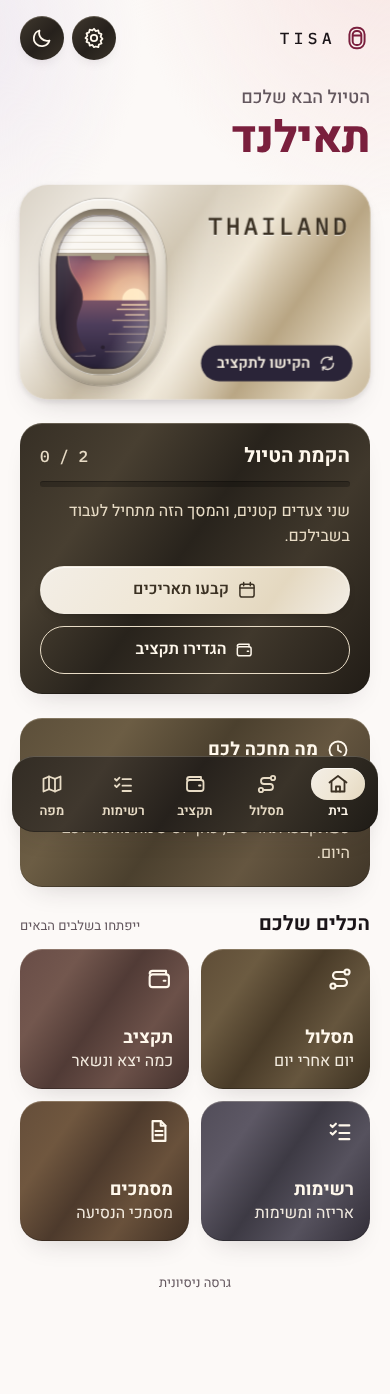 TISA
הטיול הבא שלכם
תאילנד
THAILAND
הקישו לתקציב
הקמת הטיול
0 / 2
שני צעדים קטנים, והמסך הזה מתחיל לעבוד
בשבילכם.
קבעו תאריכים
הגדירו תקציב
מה מחכה לכם
בית
מסלול
תקציב
רשימות
מפה
היום.
הכלים שלכם
ייפתחו בשלבים הבאים
מסלול
יום אחרי יום
תקציב
כמה יצא ונשאר
רשימות
אריזה ומשימות
מסמכים
מסמכי הנסיעה
גרסה ניסיונית